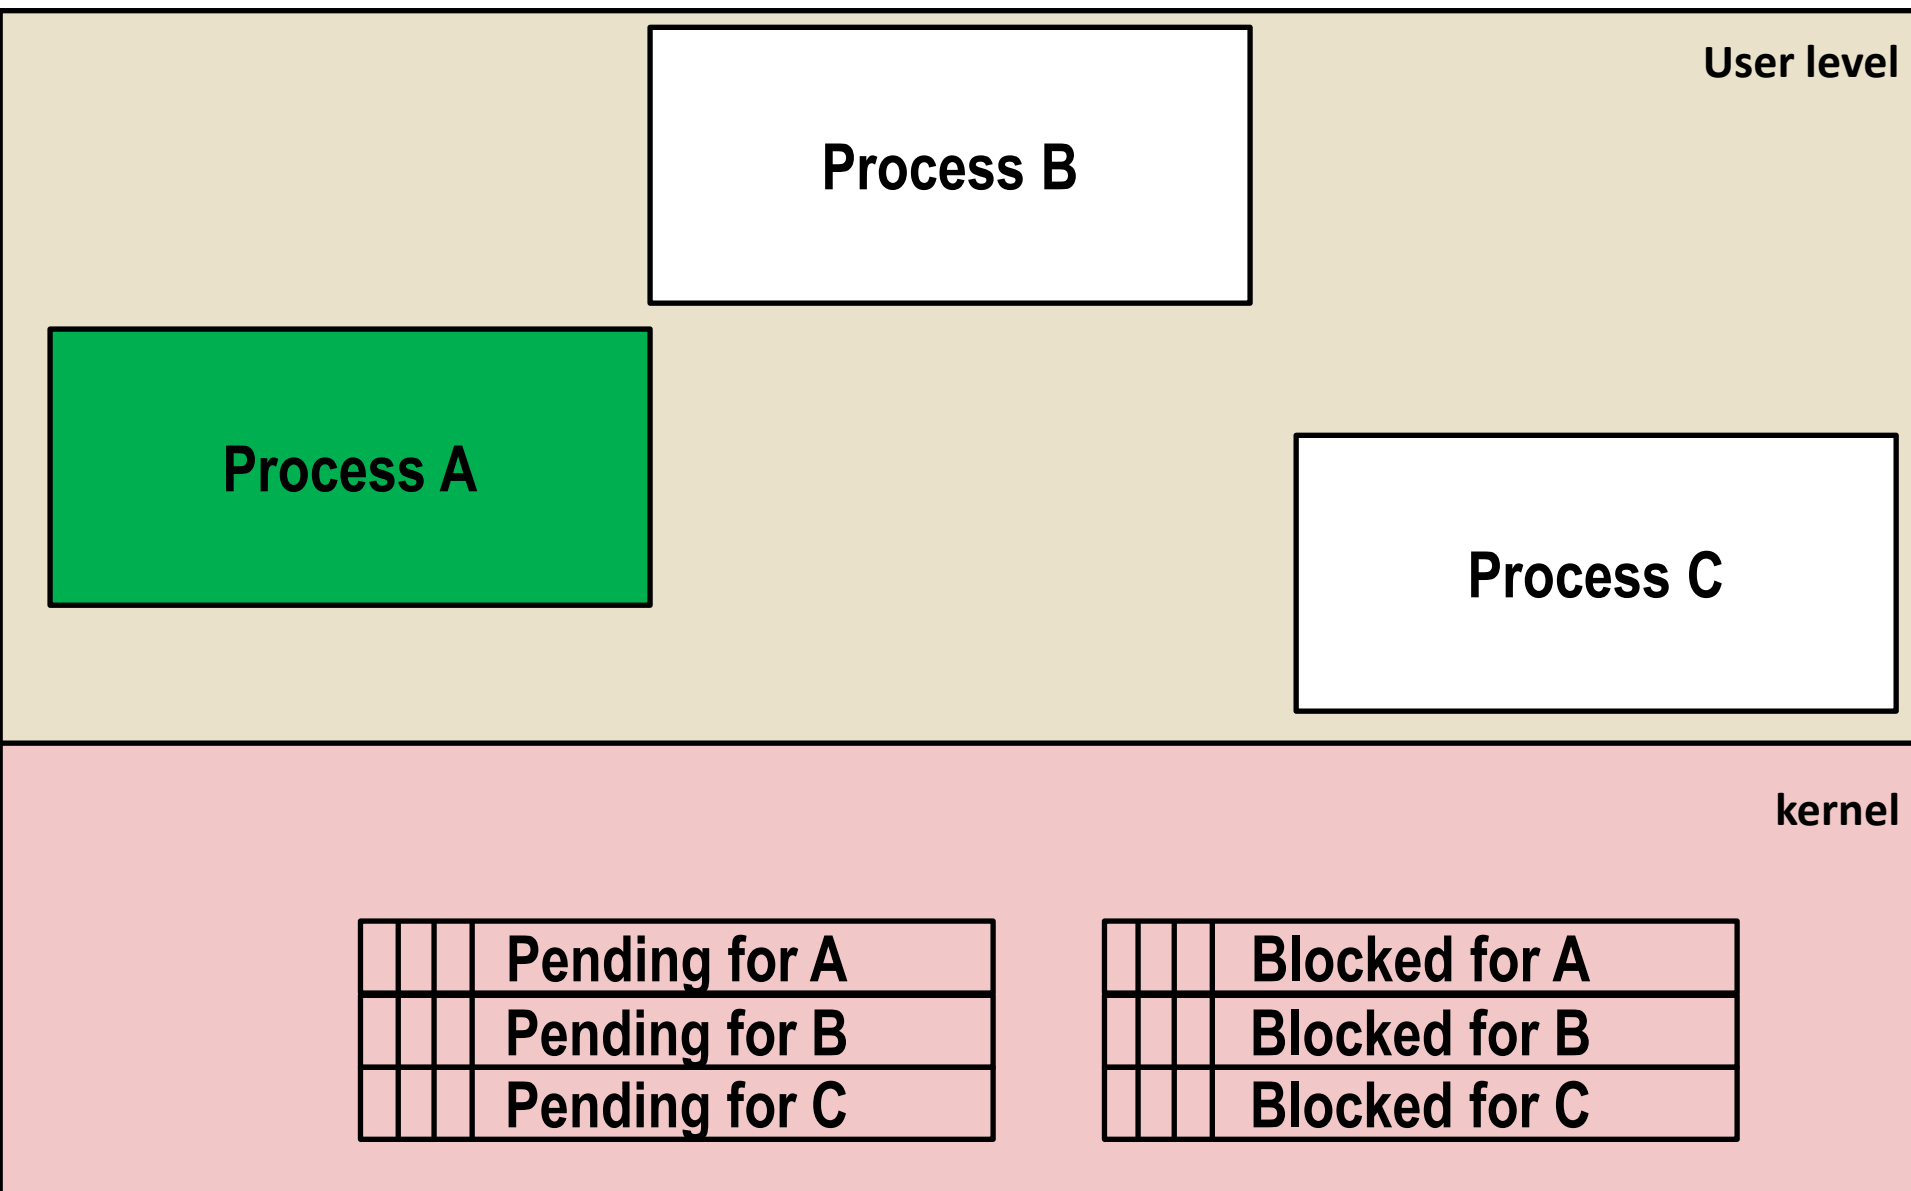 User level
Process B
Process A
Process C
kernel
Pending for A
Blocked for A
Pending for B
Blocked for B
Pending for C
Blocked for C